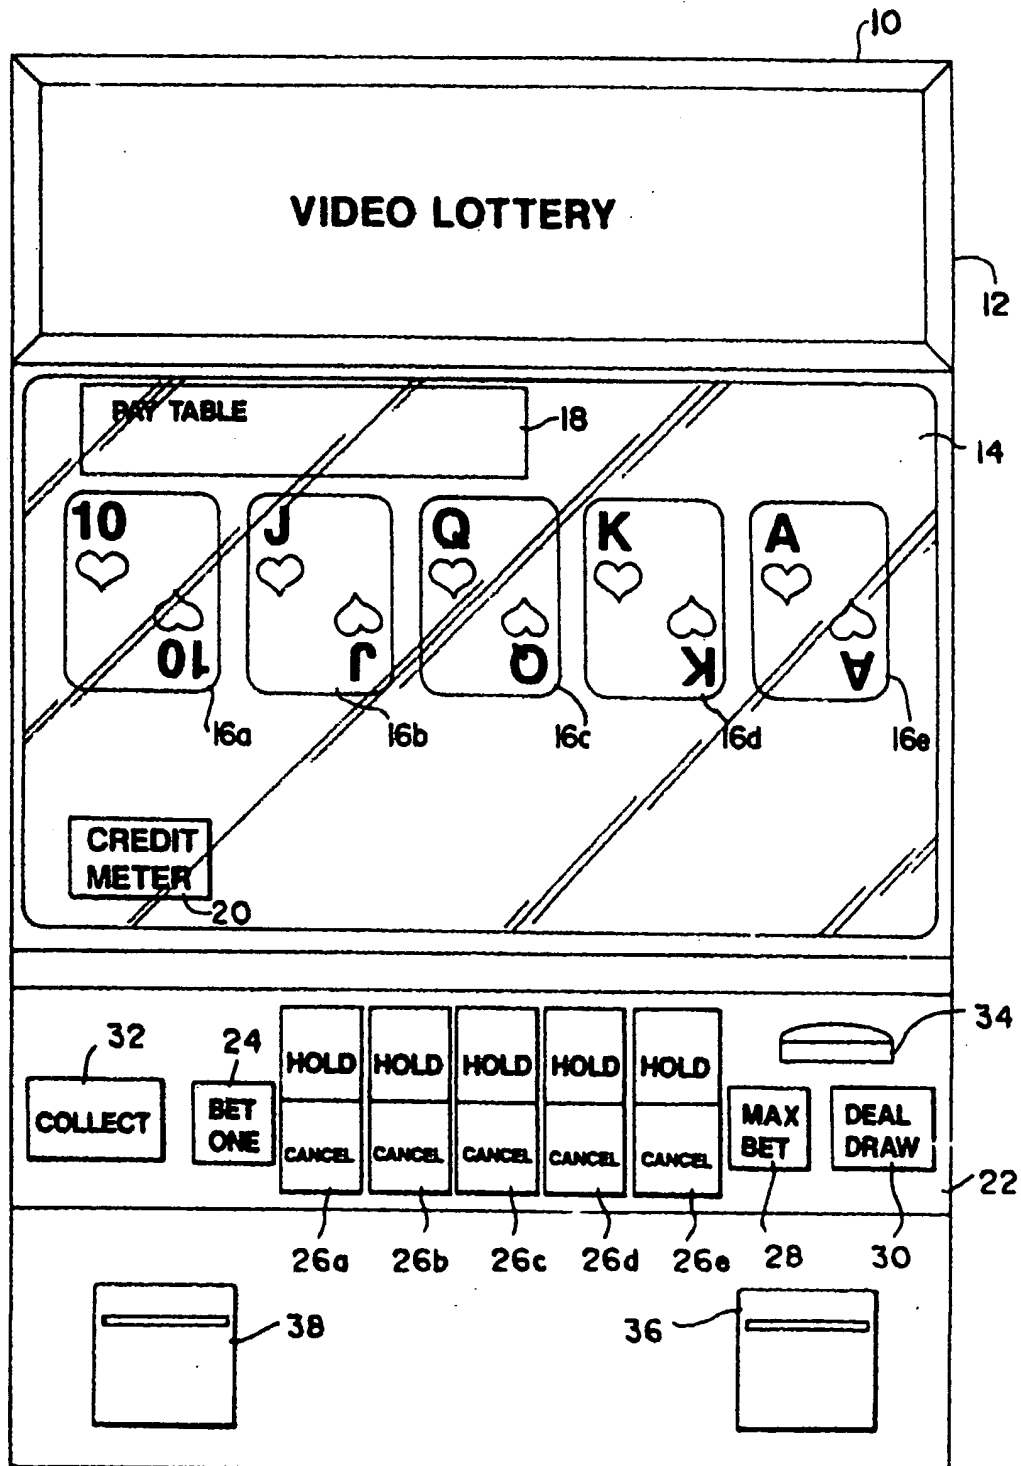 10
VIDEO LOTTERY
12
PAY TABLE
18
14
10 J Q K A
10 J Q K A
16a 16b 16c 16d 16e
CREDIT
METER
20
34
32
24
HOLD HOLD HOLD HOLD HOLD
COLLECT
BET
ONE
MAX
BET
DEAL
DRAW
CANCEL CANCEL CANCEL CANCEL CANCEL
22
26a 26b 26c 26d 26e 28 30
38
36